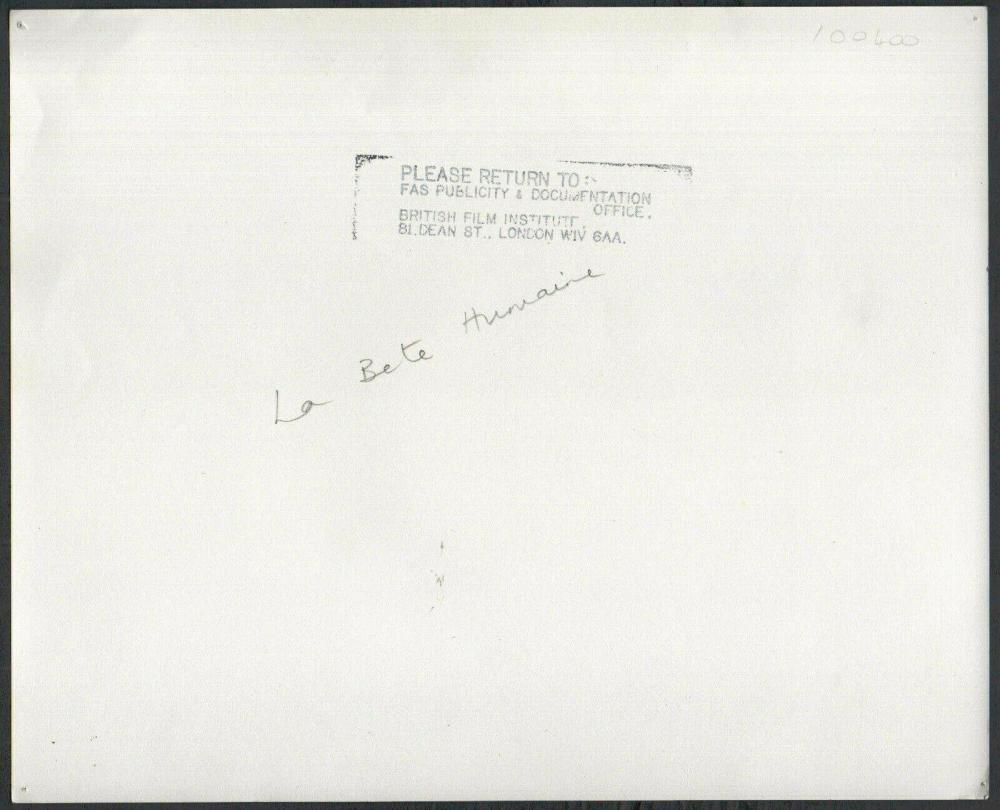 100400
PLEASE RETURN TO :-
FAS PUBLICITY & DOCUMENTATION
OFFICE.
BRITISH FILM INSTITUTE,
81.DEAN ST., LONDON W1V 6AA.
La Bete Humaine